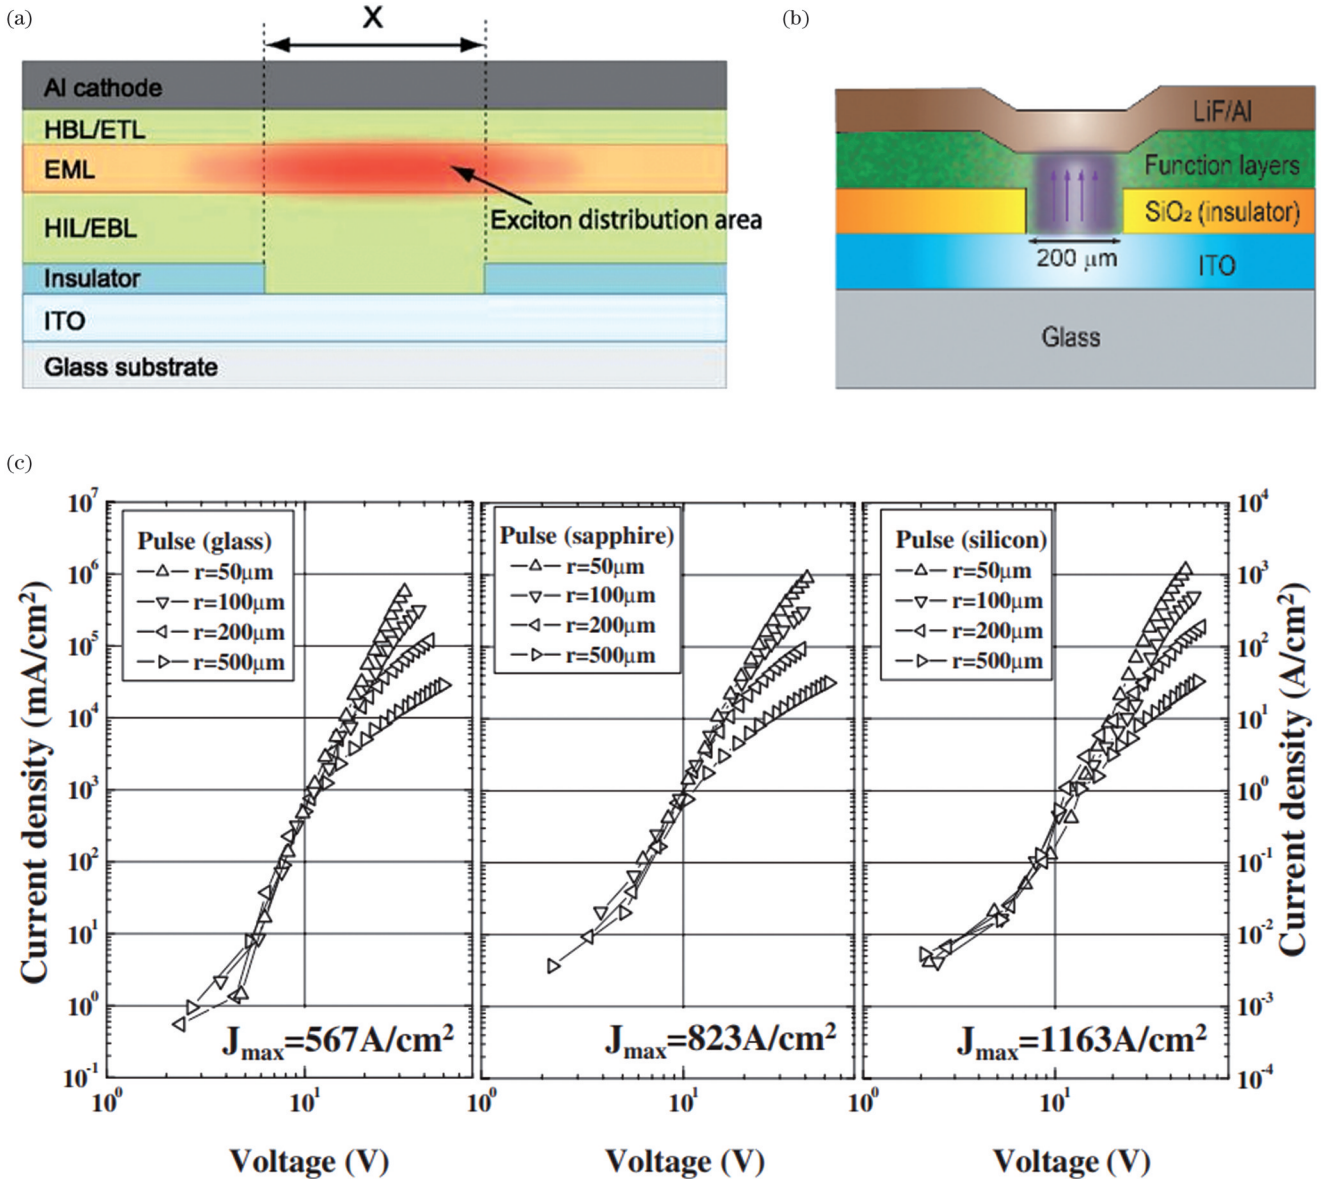 (a)
X
Al cathode
HBL/ETL
EML
Exciton distribution area
HIL/EBL
Insulator
ITO
Glass substrate
(b)
LiF/Al
Function layers
SiO₂ (insulator)
200 μm
ITO
Glass
(c)
Current density (mA/cm²)
10⁷
10⁶
10⁵
10⁴
10³
10²
10¹
10⁰
10⁻¹
Pulse (glass)
r=50μm
r=100μm
r=200μm
r=500μm
Jmax=567A/cm²
10⁰
10¹
Voltage (V)
Pulse (sapphire)
r=50μm
r=100μm
r=200μm
r=500μm
Jmax=823A/cm²
10⁰
10¹
Voltage (V)
Pulse (silicon)
r=50μm
r=100μm
r=200μm
r=500μm
Jmax=1163A/cm²
10⁰
10¹
Voltage (V)
10⁴
10³
10²
10¹
10⁰
10⁻¹
10⁻²
10⁻³
10⁻⁴
Current density (A/cm²)